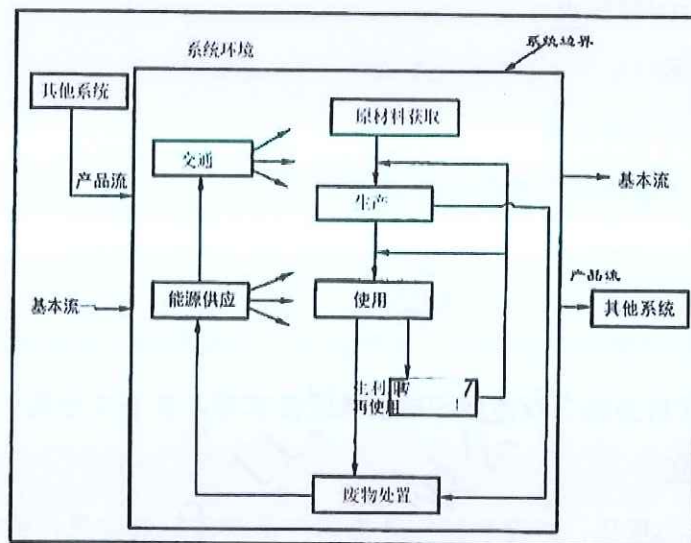 系统环境
系统边界
其他系统
原材料获取
交通
产品流
基本流
生产
产品流
基本流
能源供应
使用
其他系统
再使用
废物处置